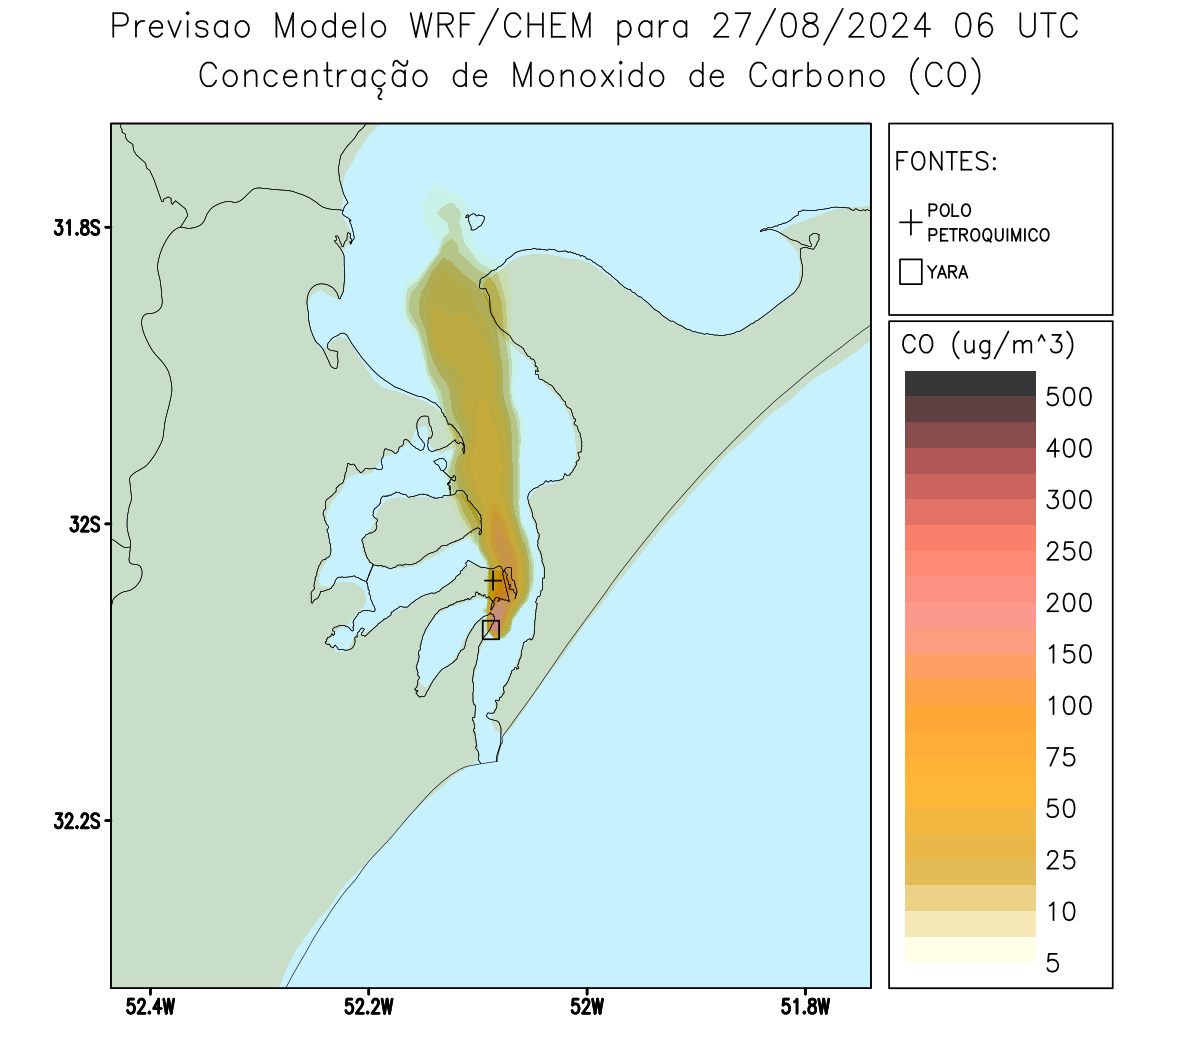 Previsao Modelo WRF/CHEM para 27/08/2024 06 UTC
Concentração de Monoxido de Carbono (CO)
FONTES:
POLO
PETROQUIMICO
YARA
CO (ug/m^3)
500
400
300
250
200
150
100
75
50
25
10
5
31.8S
32S
32.2S
52.4W
52.2W
52W
51.8W